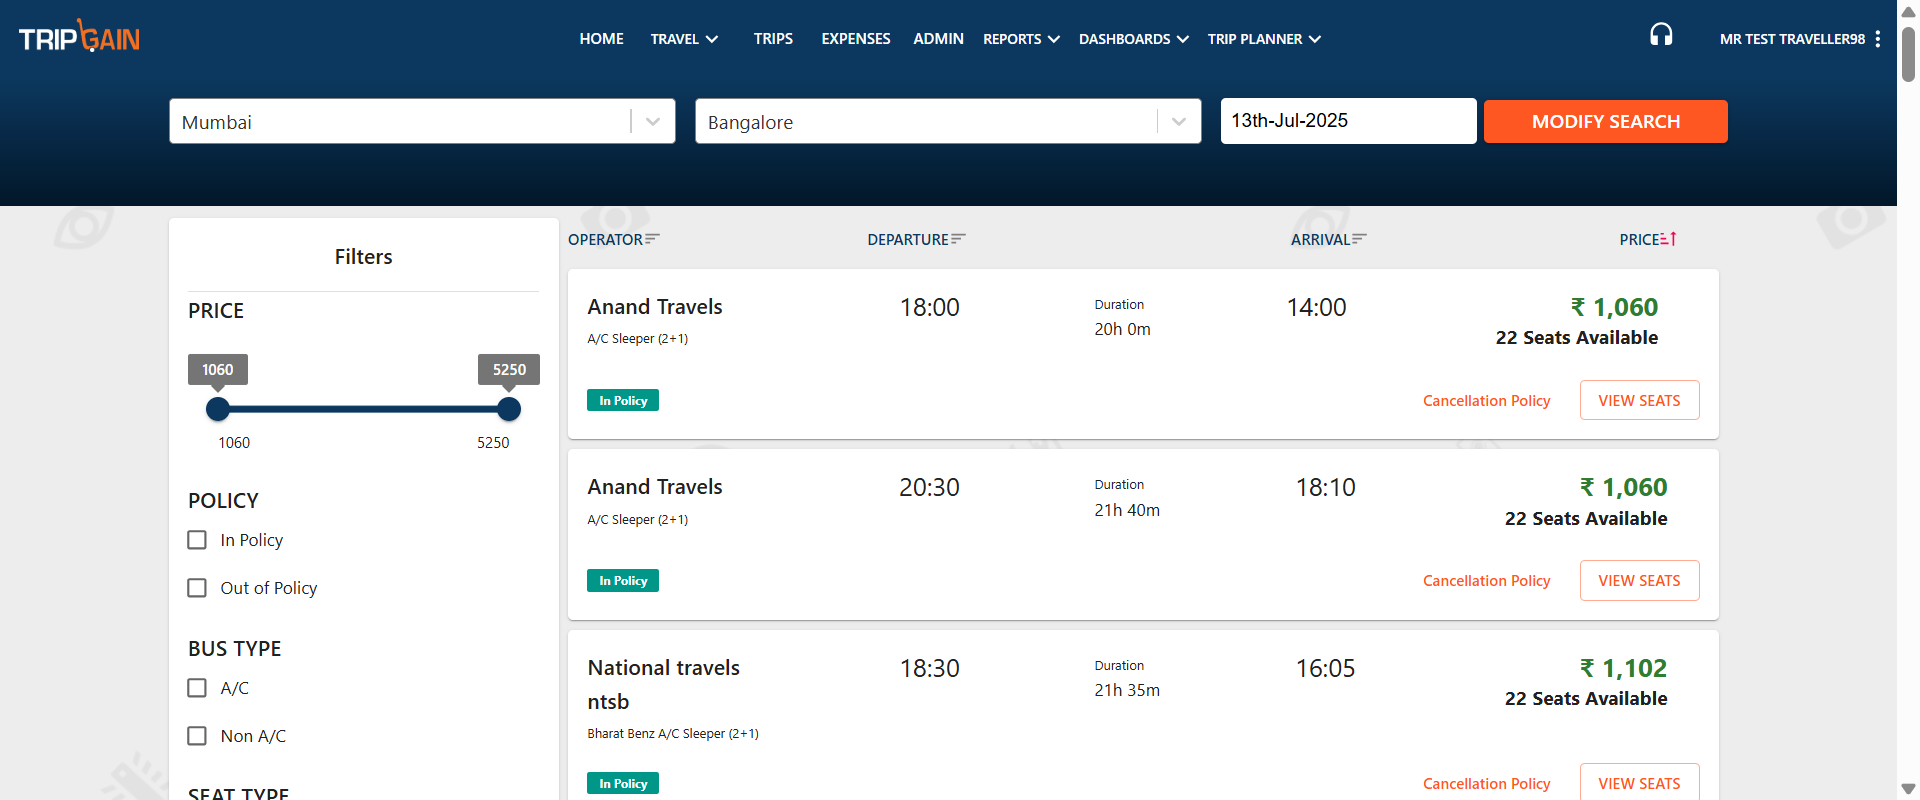 TRIPGAIN
HOME TRAVEL TRIPS EXPENSES ADMIN REPORTS DASHBOARDS TRIP PLANNER
MR TEST TRAVELLER98
Mumbai
Bangalore
13th-Jul-2025
MODIFY SEARCH
Filters
PRICE
1060 5250
1060 5250
POLICY
In Policy
Out of Policy
BUS TYPE
A/C
Non A/C
SEAT TYPE
OPERATOR DEPARTURE ARRIVAL PRICE
Anand Travels
A/C Sleeper (2+1)
18:00
Duration
20h 0m
14:00
₹ 1,060
22 Seats Available
In Policy
Cancellation Policy
VIEW SEATS
Anand Travels
A/C Sleeper (2+1)
20:30
Duration
21h 40m
18:10
₹ 1,060
22 Seats Available
In Policy
Cancellation Policy
VIEW SEATS
National travels
ntsb
Bharat Benz A/C Sleeper (2+1)
18:30
Duration
21h 35m
16:05
₹ 1,102
22 Seats Available
In Policy
Cancellation Policy
VIEW SEATS